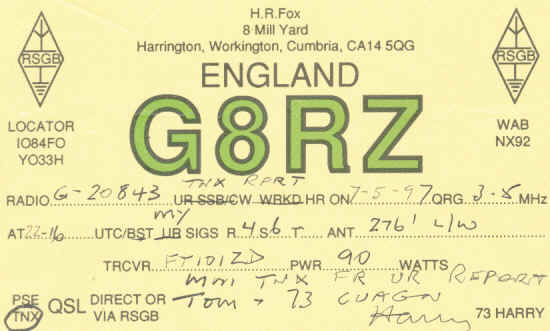 H.R.Fox
8 Mill Yard
Harrington, Workington, Cumbria, CA14 5QG
RSGB
RSGB
ENGLAND
G8RZ
LOCATOR
IO84FO
YO33H
WAB
NX92
TNX RPRT
RADIO G-20843 UR SSB/CW WRKD HR ON 7-5-97 QRG 3.5 MHz
MY
AT 22-16 UTC/BST UR SIGS R 4 S 6 T ANT 276' L/W
TRCVR FT101ZD PWR 90 WATTS
MNI TNX FR UR REPORT
PSE
TNX QSL DIRECT OR VIA RSGB
Tom - 73 CUAGN
Harry 73 HARRY